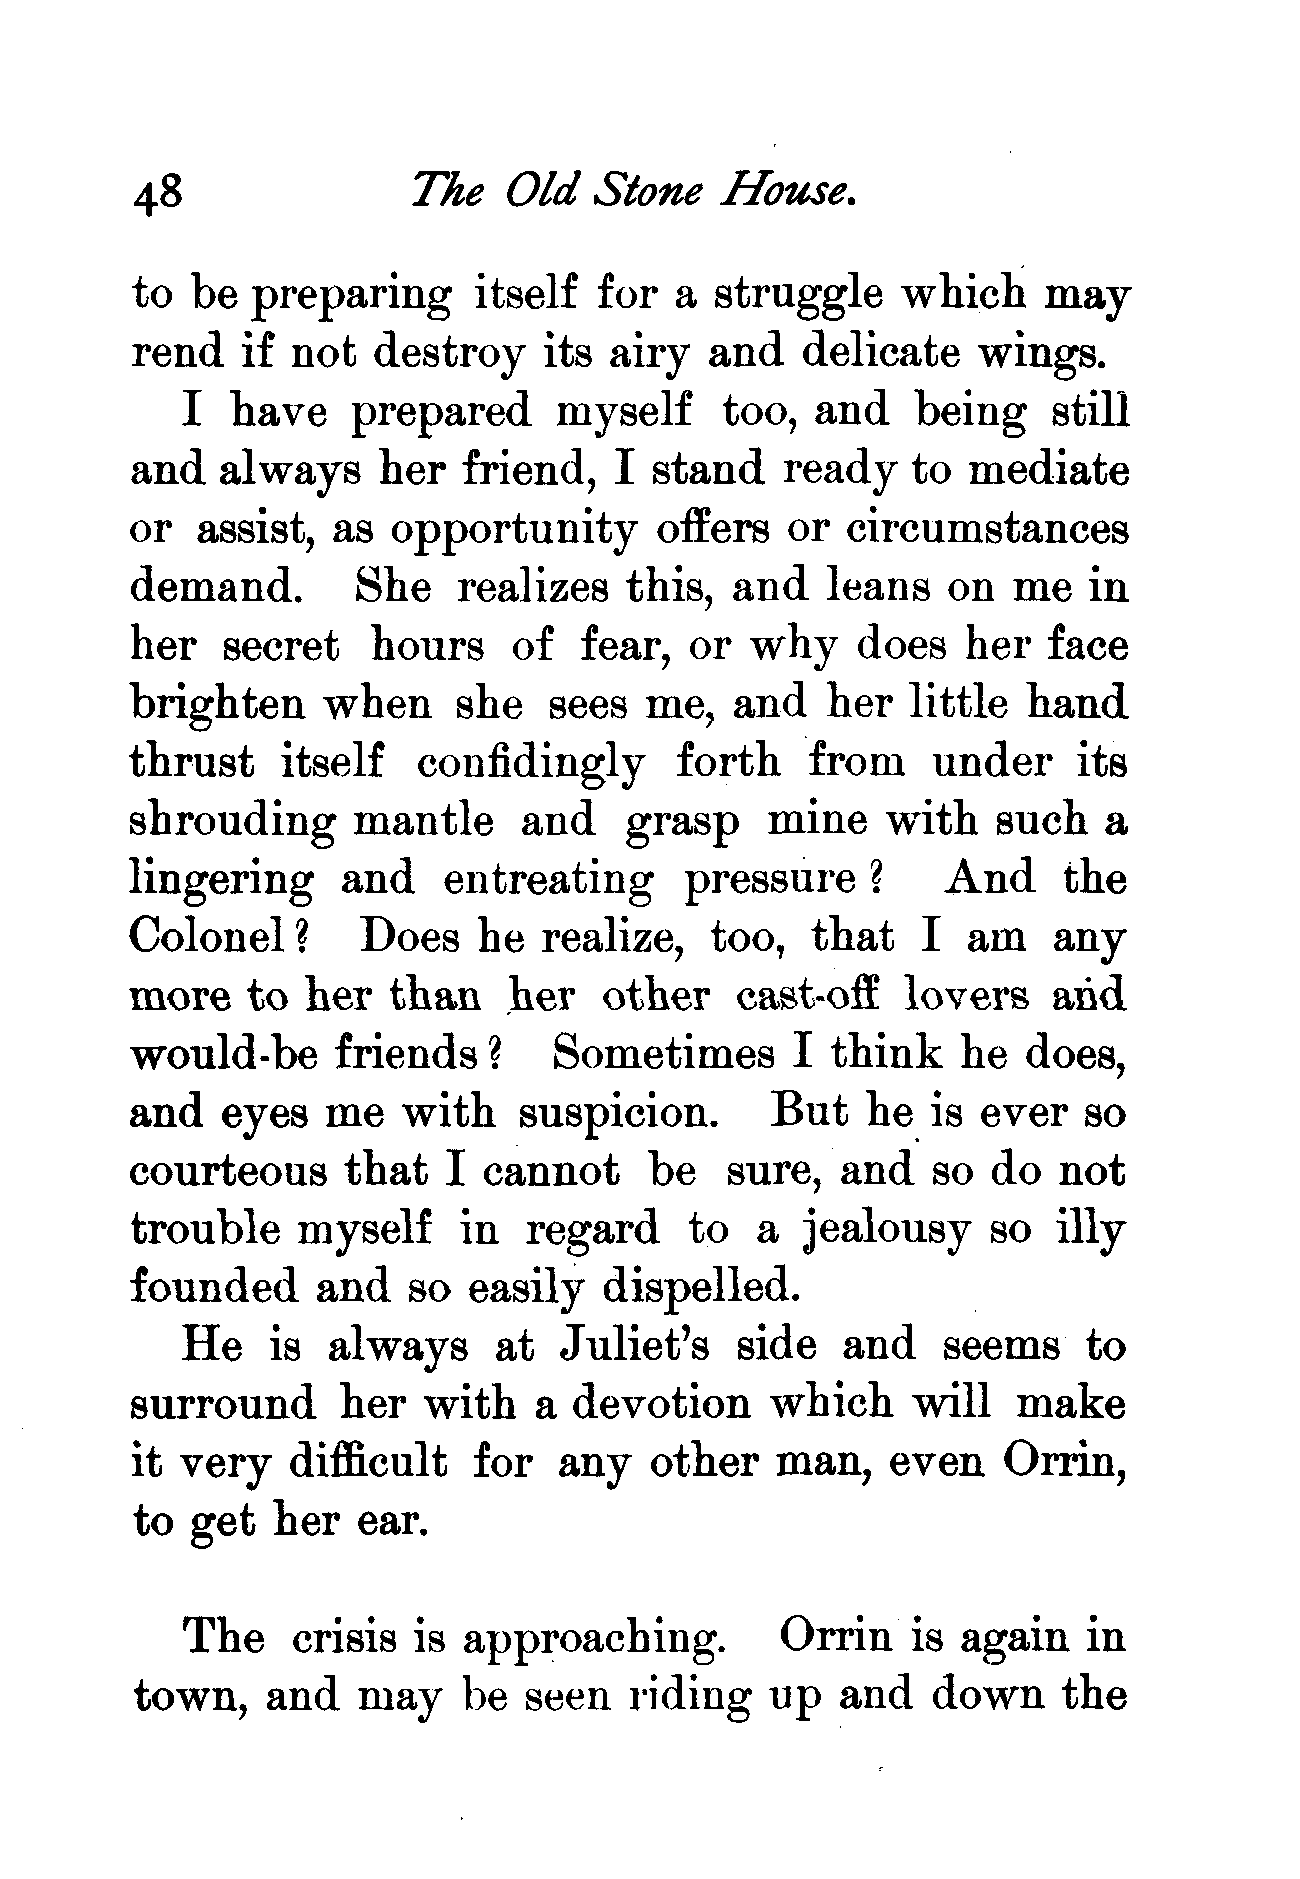 48 The Old Stone House.
to be preparing itself for a struggle which may
rend if not destroy its airy and delicate wings.
I have prepared myself too, and being still
and always her friend, I stand ready to mediate
or assist, as opportunity offers or circumstances
demand. She realizes this, and leans on me in
her secret hours of fear, or why does her face
brighten when she sees me, and her little hand
thrust itself confidingly forth from under its
shrouding mantle and grasp mine with such a
lingering and entreating pressure? And the
Colonel? Does he realize, too, that I am any
more to her than her other cast-off lovers and
would-be friends? Sometimes I think he does,
and eyes me with suspicion. But he is ever so
courteous that I cannot be sure, and so do not
trouble myself in regard to a jealousy so illy
founded and so easily dispelled.
He is always at Juliet's side and seems to
surround her with a devotion which will make
it very difficult for any other man, even Orrin,
to get her ear.
The crisis is approaching. Orrin is again in
town, and may be seen riding up and down the